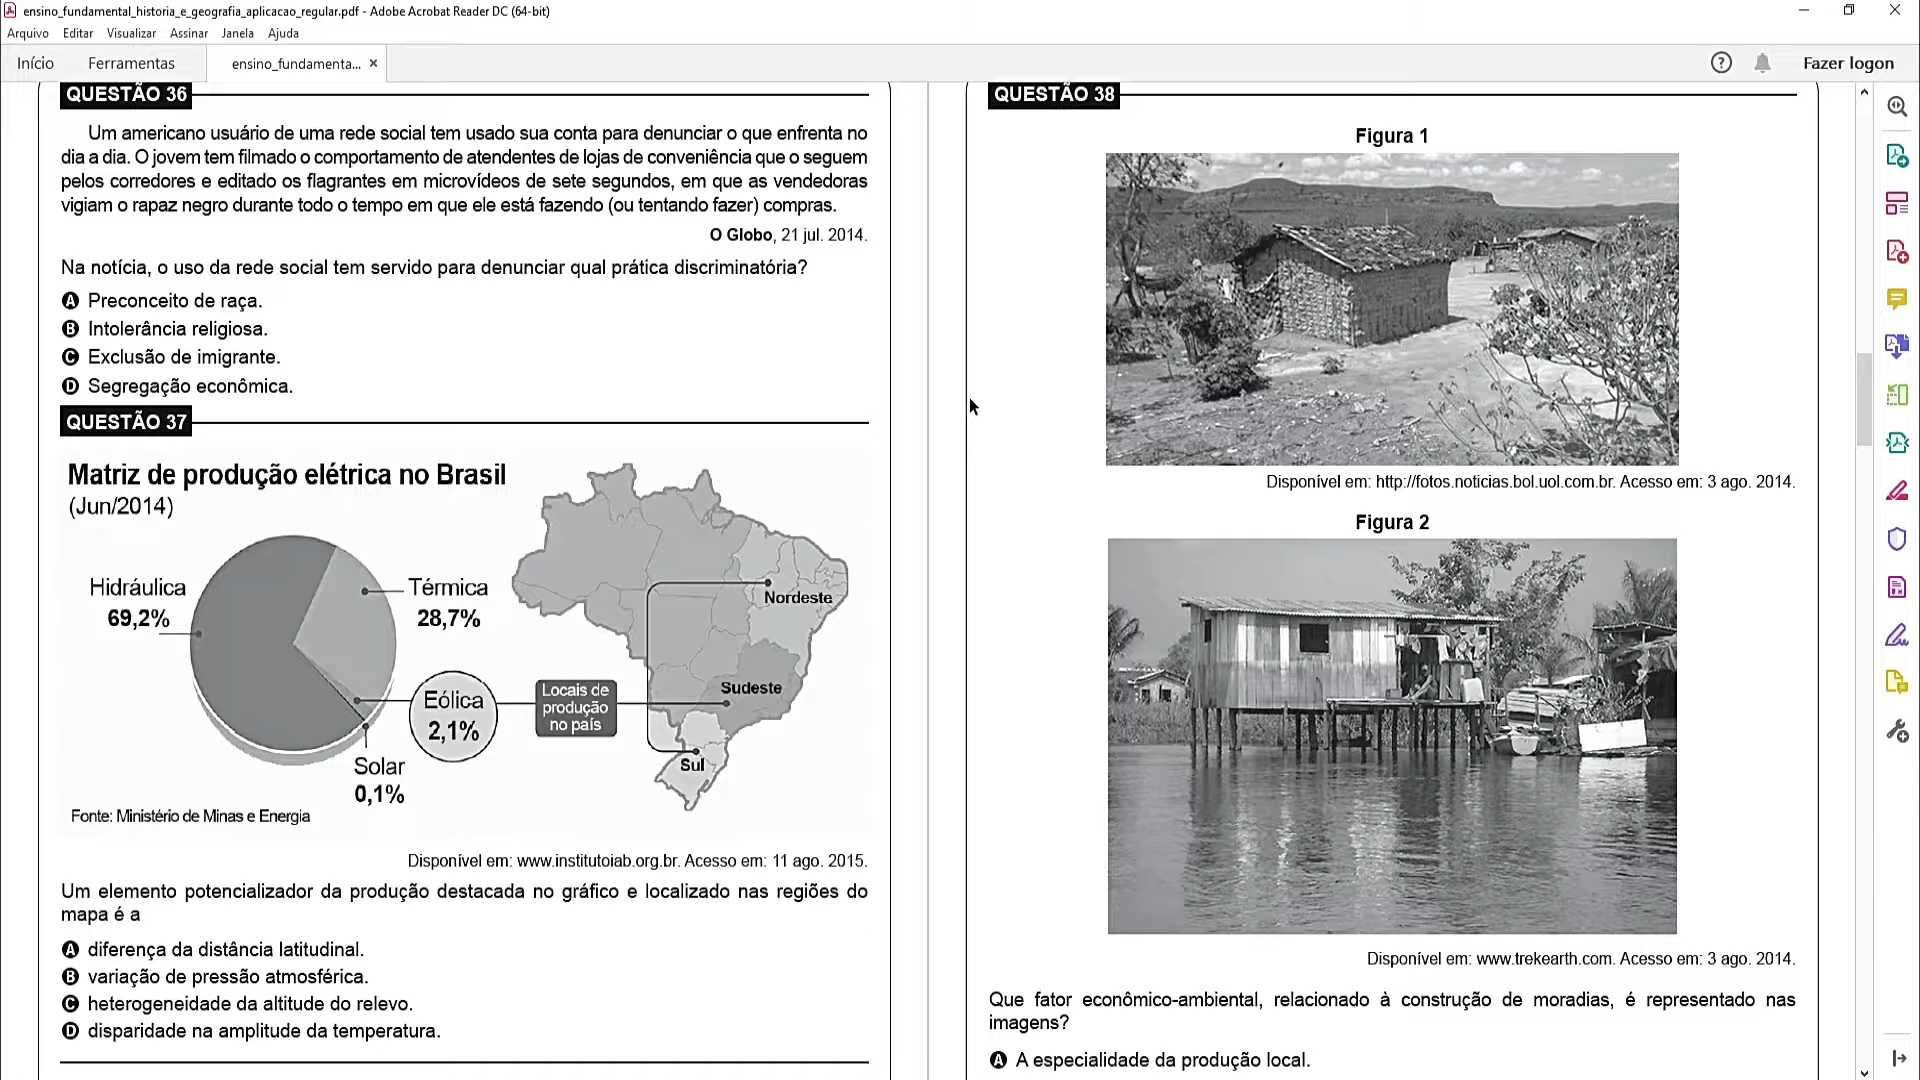 ensino_fundamental_historia_e_geografia_aplicacao_regular.pdf - Adobe Acrobat Reader DC (64-bit)
Arquivo Editar Visualizar Assinar Janela Ajuda
Início Ferramentas ensino_fundamenta... × Fazer logon
QUESTÃO 36
Um americano usuário de uma rede social tem usado sua conta para denunciar o que enfrenta no
dia a dia. O jovem tem filmado o comportamento de atendentes de lojas de conveniência que o seguem
pelos corredores e editado os flagrantes em microvídeos de sete segundos, em que as vendedoras
vigiam o rapaz negro durante todo o tempo em que ele está fazendo (ou tentando fazer) compras.
O Globo, 21 jul. 2014.
Na notícia, o uso da rede social tem servido para denunciar qual prática discriminatória?
A Preconceito de raça.
B Intolerância religiosa.
C Exclusão de imigrante.
D Segregação econômica.
QUESTÃO 37
Matriz de produção elétrica no Brasil
(Jun/2014)
Hidráulica
69,2%
Térmica
28,7%
Eólica
2,1%
Solar
0,1%
Locais de
produção
no país
Nordeste
Sudeste
Sul
Fonte: Ministério de Minas e Energia
Disponível em: www.institutoiab.org.br. Acesso em: 11 ago. 2015.
Um elemento potencializador da produção destacada no gráfico e localizado nas regiões do
mapa é a
A diferença da distância latitudinal.
B variação de pressão atmosférica.
C heterogeneidade da altitude do relevo.
D disparidade na amplitude da temperatura.
QUESTÃO 38
Figura 1
Disponível em: http://fotos.noticias.bol.uol.com.br. Acesso em: 3 ago. 2014.
Figura 2
Disponível em: www.trekearth.com. Acesso em: 3 ago. 2014.
Que fator econômico-ambiental, relacionado à construção de moradias, é representado nas
imagens?
A A especialidade da produção local.